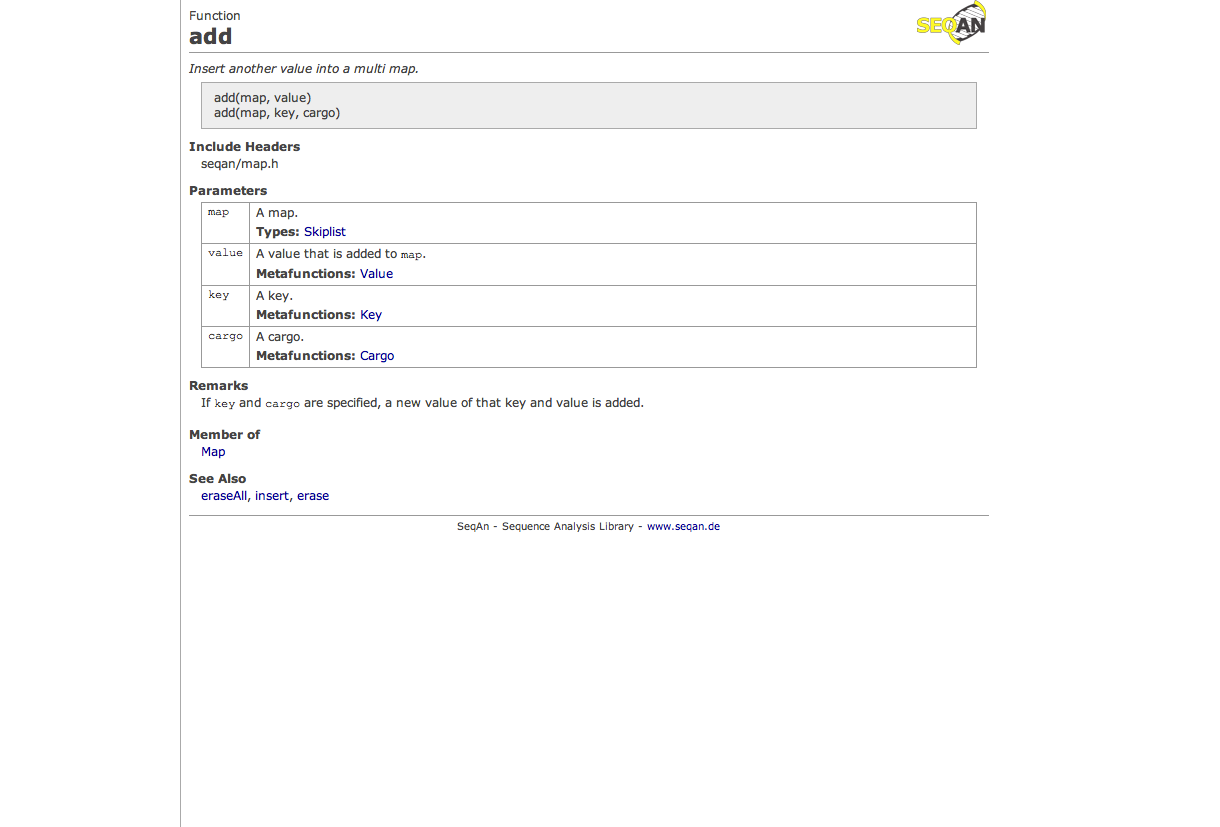 Function
add
SEQAN
Insert another value into a multi map.
add(map, value)
add(map, key, cargo)
Include Headers
seqan/map.h
Parameters
map
A map.
Types: Skiplist
value
A value that is added to map.
Metafunctions: Value
key
A key.
Metafunctions: Key
cargo
A cargo.
Metafunctions: Cargo
Remarks
If key and cargo are specified, a new value of that key and value is added.
Member of
Map
See Also
eraseAll, insert, erase
SeqAn - Sequence Analysis Library - www.seqan.de